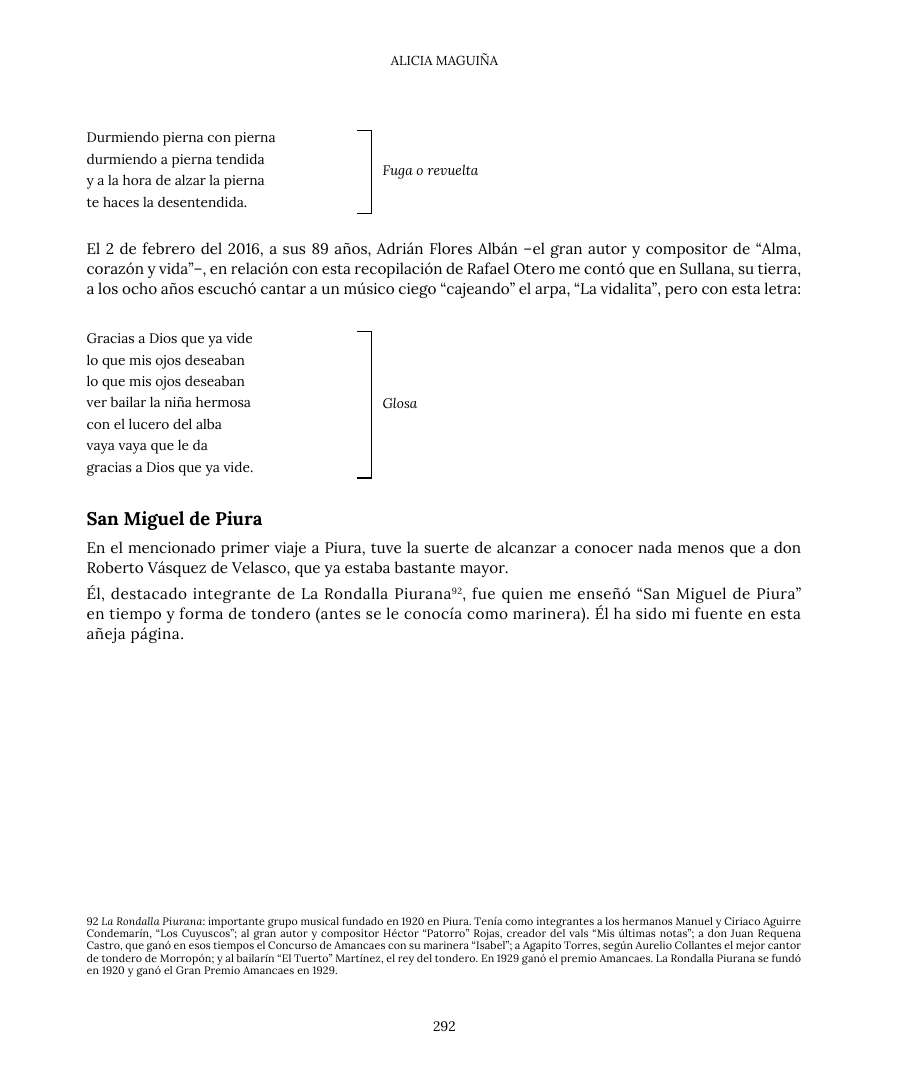 ALICIA MAGUIÑA
Durmiendo pierna con pierna
durmiendo a pierna tendida
y a la hora de alzar la pierna
te haces la desentendida.
Fuga o revuelta
El 2 de febrero del 2016, a sus 89 años, Adrián Flores Albán –el gran autor y compositor de “Alma,
corazón y vida”–, en relación con esta recopilación de Rafael Otero me contó que en Sullana, su tierra,
a los ocho años escuchó cantar a un músico ciego “cajeando” el arpa, “La vidalita”, pero con esta letra:
Gracias a Dios que ya vide
lo que mis ojos deseaban
lo que mis ojos deseaban
ver bailar la niña hermosa
con el lucero del alba
vaya vaya que le da
gracias a Dios que ya vide.
Glosa
San Miguel de Piura
En el mencionado primer viaje a Piura, tuve la suerte de alcanzar a conocer nada menos que a don
Roberto Vásquez de Velasco, que ya estaba bastante mayor.
Él, destacado integrante de La Rondalla Piurana92, fue quien me enseñó “San Miguel de Piura”
en tiempo y forma de tondero (antes se le conocía como marinera). Él ha sido mi fuente en esta
añeja página.
92 La Rondalla Piurana: importante grupo musical fundado en 1920 en Piura. Tenía como integrantes a los hermanos Manuel y Ciriaco Aguirre
Condemarín, “Los Cuyuscos”; al gran autor y compositor Héctor “Patorro” Rojas, creador del vals “Mis últimas notas”; a don Juan Requena
Castro, que ganó en esos tiempos el Concurso de Amancaes con su marinera “Isabel”; a Agapito Torres, según Aurelio Collantes el mejor cantor
de tondero de Morropón; y al bailarín “El Tuerto” Martínez, el rey del tondero. En 1929 ganó el premio Amancaes. La Rondalla Piurana se fundó
en 1920 y ganó el Gran Premio Amancaes en 1929.
292